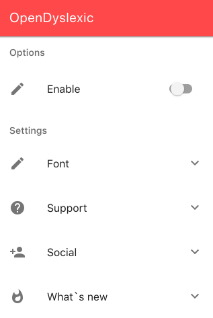 OpenDyslexic
Options
Enable
Settings
Font
Support
Social
What`s new